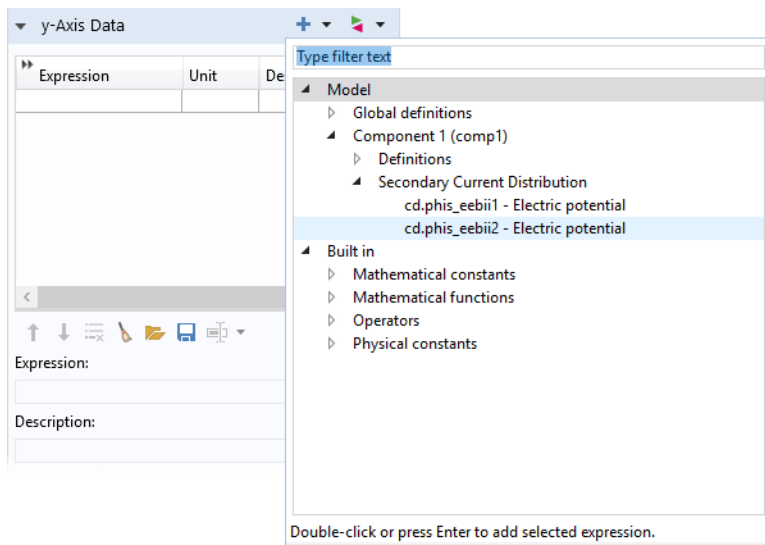 y-Axis Data
Expression Unit De
Type filter text
Model
Global definitions
Component 1 (comp1)
Definitions
Secondary Current Distribution
cd.phis_eebii1 - Electric potential
cd.phis_eebii2 - Electric potential
Built in
Mathematical constants
Mathematical functions
Operators
Physical constants
Expression:
Description:
Double-click or press Enter to add selected expression.